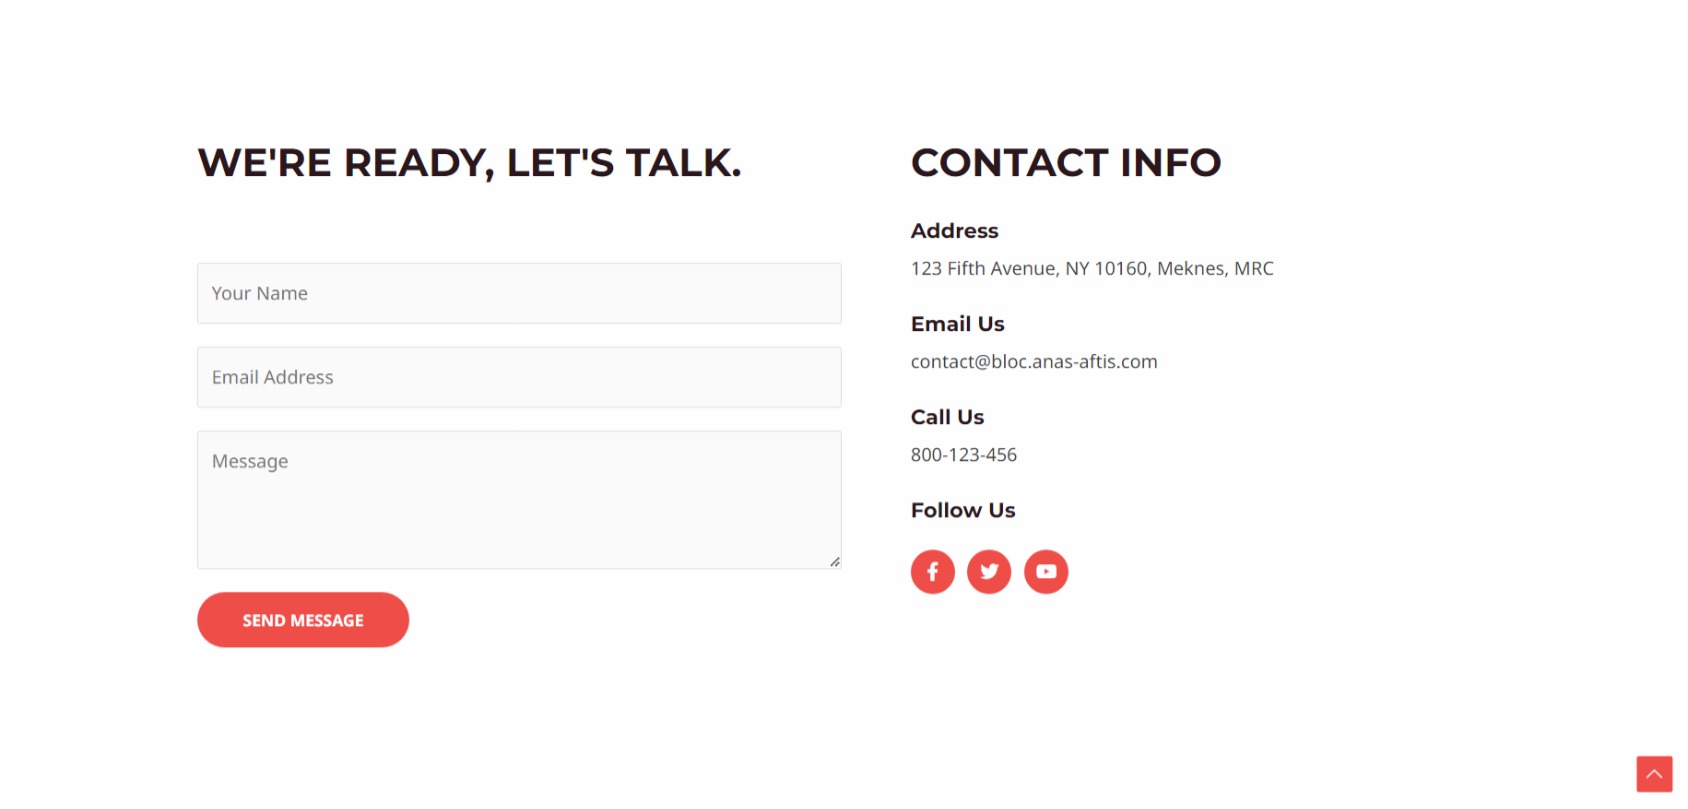 WE'RE READY, LET'S TALK.
Your Name
Email Address
Message
SEND MESSAGE
CONTACT INFO
Address
123 Fifth Avenue, NY 10160, Meknes, MRC
Email Us
contact@bloc.anas-aftis.com
Call Us
800-123-456
Follow Us